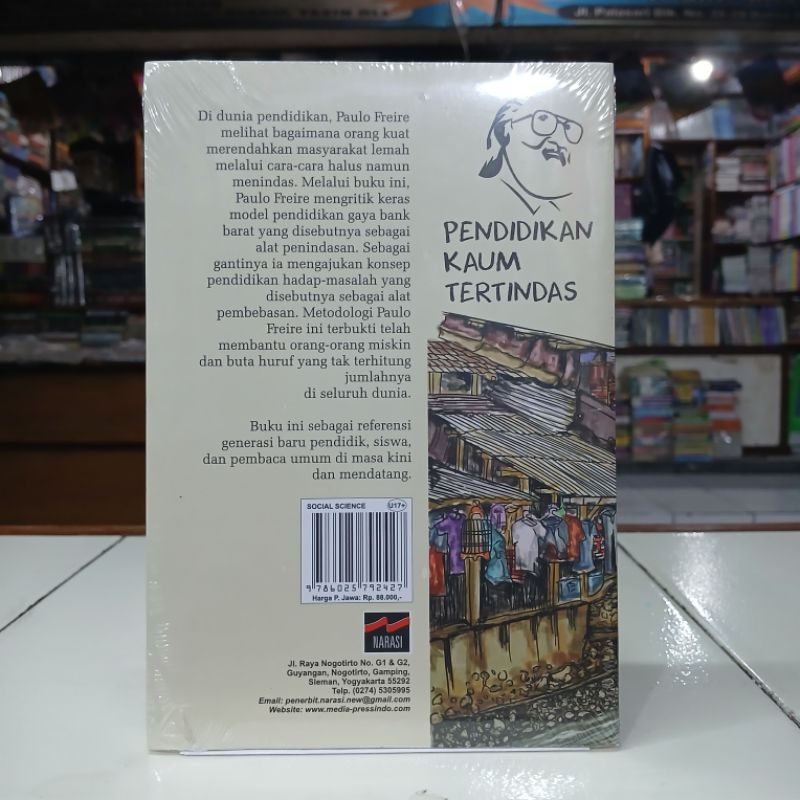 Di dunia pendidikan, Paulo Freire
melihat bagaimana orang kuat
merendahkan masyarakat lemah
melalui cara-cara halus namun
menindas. Melalui buku ini,
Paulo Freire mengritik keras
model pendidikan gaya bank
barat yang disebutnya sebagai
alat penindasan. Sebagai
gantinya ia mengajukan konsep
pendidikan hadap-masalah yang
disebutnya sebagai alat
pembebasan. Metodologi Paulo
Freire ini terbukti telah
membantu orang-orang miskin
dan buta huruf yang tak terhitung
jumlahnya
di seluruh dunia.
Buku ini sebagai referensi
generasi baru pendidik, siswa,
dan pembaca umum di masa kini
dan mendatang.
PENDIDIKAN
KAUM
TERTINDAS
SOCIAL SCIENCE U17+
9 786025 792427
Harga P. Jawa: Rp. 88.000,-
NARASI
Jl. Raya Nogotirto No. G1 & G2,
Guyangan, Nogotirto, Gamping,
Sleman, Yogyakarta 55292
Telp. (0274) 5305995
Email: penerbit.narasi.new@gmail.com
Website: www.media-pressindo.com